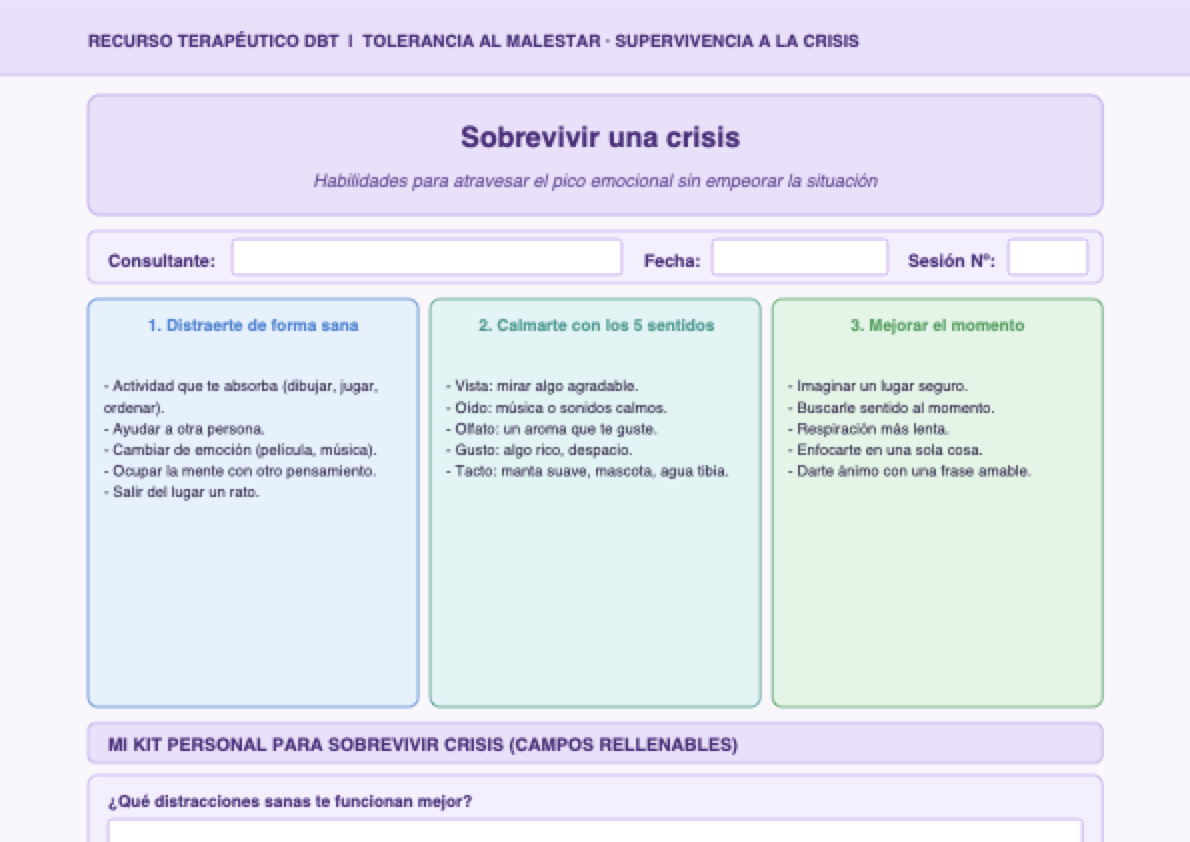 RECURSO TERAPÉUTICO DBT | TOLERANCIA AL MALESTAR · SUPERVIVENCIA A LA CRISIS
Sobrevivir una crisis
Habilidades para atravesar el pico emocional sin empeorar la situación
Consultante: Fecha: Sesión Nº:
1. Distraerte de forma sana
- Actividad que te absorba (dibujar, jugar,
ordenar).
- Ayudar a otra persona.
- Cambiar de emoción (película, música).
- Ocupar la mente con otro pensamiento.
- Salir del lugar un rato.
2. Calmarte con los 5 sentidos
- Vista: mirar algo agradable.
- Oído: música o sonidos calmos.
- Olfato: un aroma que te guste.
- Gusto: algo rico, despacio.
- Tacto: manta suave, mascota, agua tibia.
3. Mejorar el momento
- Imaginar un lugar seguro.
- Buscarle sentido al momento.
- Respiración más lenta.
- Enfocarte en una sola cosa.
- Darte ánimo con una frase amable.
MI KIT PERSONAL PARA SOBREVIVIR CRISIS (CAMPOS RELLENABLES)
¿Qué distracciones sanas te funcionan mejor?